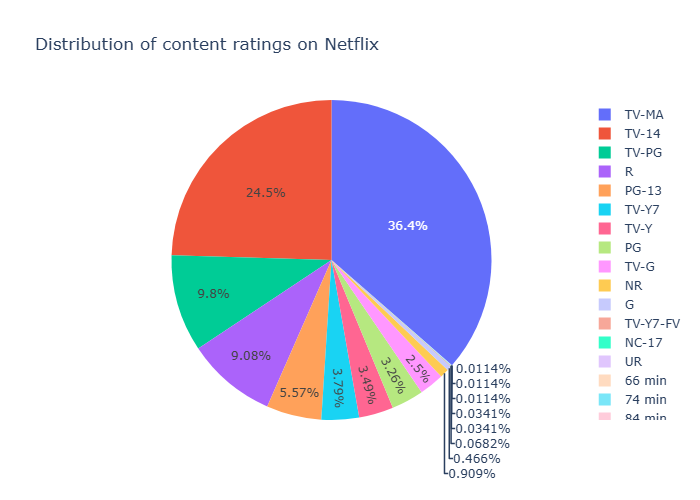 Distribution of content ratings on Netflix
36.4%
24.5%
9.8%
9.08%
5.57%
3.79%
3.49%
3.26%
2.5%
0.0114%
0.0114%
0.0114%
0.0341%
0.0341%
0.0682%
0.466%
0.909%
TV-MA
TV-14
TV-PG
R
PG-13
TV-Y7
TV-Y
PG
TV-G
NR
G
TV-Y7-FV
NC-17
UR
66 min
74 min
84 min